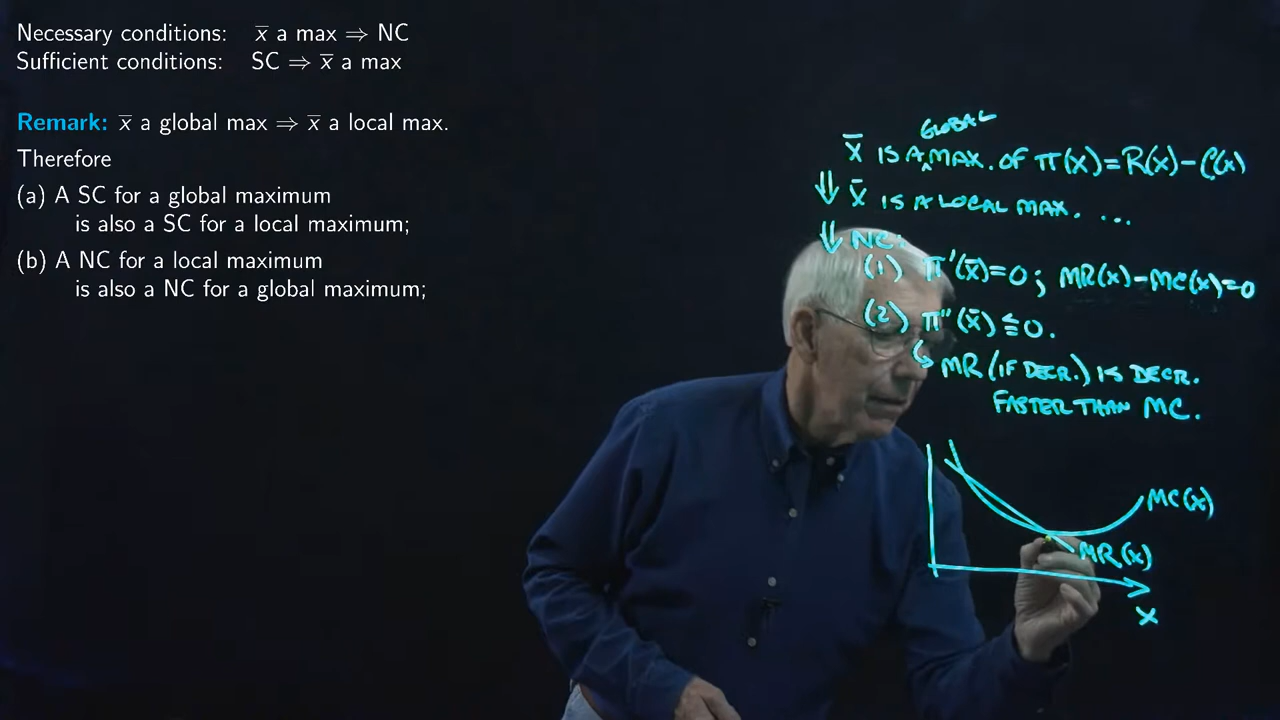 Necessary conditions: x̄ a max ⇒ NC
Sufficient conditions: SC ⇒ x̄ a max
Remark: x̄ a global max ⇒ x̄ a local max.
Therefore
(a) A SC for a global maximum
is also a SC for a local maximum;
(b) A NC for a local maximum
is also a NC for a global maximum;
GLOBAL
x̄ IS A ‸ MAX. OF π(x)=R(x)−C(x)
⇓ x̄ IS A LOCAL MAX. ...
⇓ NC:
(1) π'(x̄)=0; MR(x)−MC(x)=0
(2) π''(x̄) ≦ 0.
↳ MR (IF DECR.) IS DECR.
FASTER THAN MC.
MC(x)
MR(x)
x